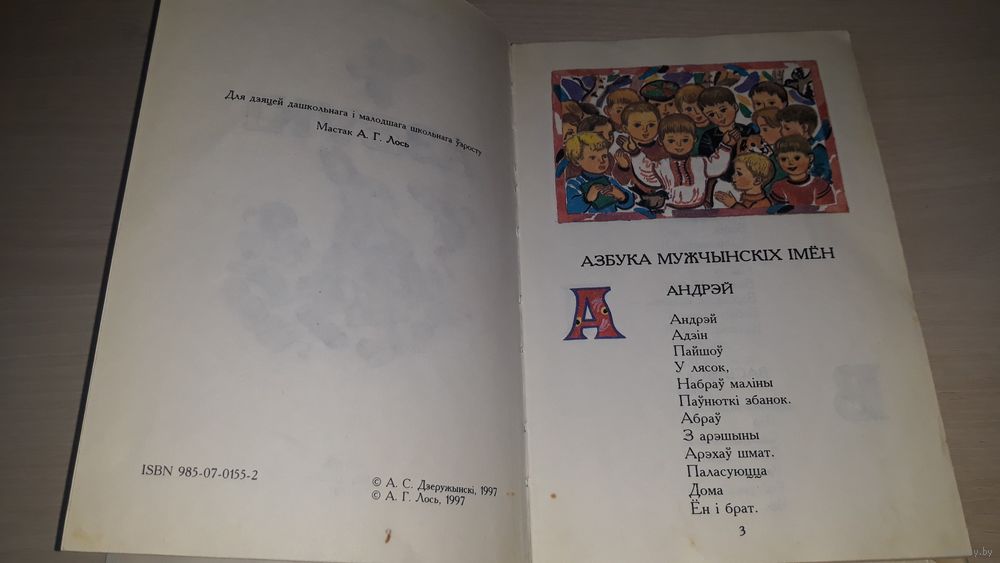 Для дзяцей дашкольнага і малодшага школьнага ўзросту
Мастак А. Г. Лось
ISBN 985-07-0155-2
© А. С. Дзеружынскі, 1997
© А. Г. Лось, 1997
АЗБУКА МУЖЧЫНСКІХ ІМЁН
АНДРЭЙ
А
Андрэй
Адзін
Пайшоў
У лясок,
Набраў маліны
Паўнюткі збанок.
Абраў
З арэшыны
Арэхаў шмат.
Паласуюцца
Дома
Ён і брат.
3